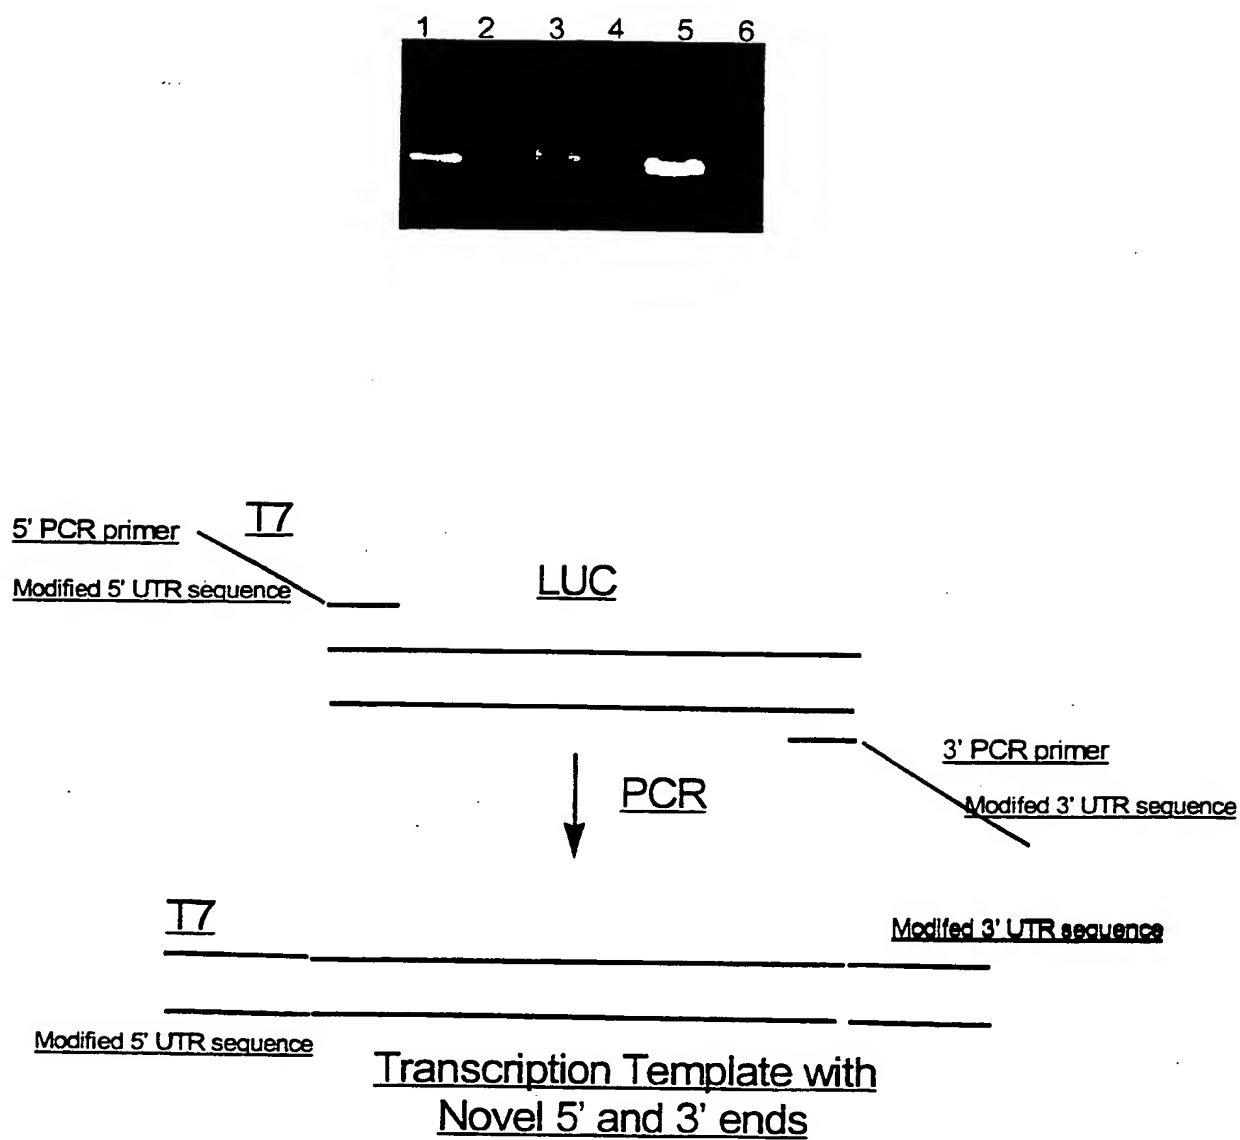 1 2 3 4 5 6
T7
5' PCR primer
Modified 5' UTR sequence
LUC
3' PCR primer
Modifed 3' UTR sequence
PCR
T7
Modifed 3' UTR sequence
Modified 5' UTR sequence
Transcription Template with
Novel 5' and 3' ends